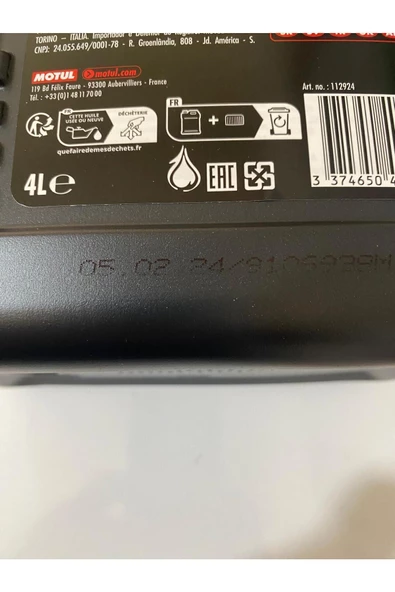 TORINO - ITALIA. Importador e
CNPJ: 24.055.649/0001-78 - R. Groenlândia, 808 - Jd. América - S.
MOTUL motul.com
119 Bd Félix Faure - 93300 Aubervilliers - France
Tél. : +33(0)1 48 11 70 00
Art. no. : 112924
CETTE HUILE
USÉE OU NEUVE
DÉCHÈTERIE
FR
quefairedemesdechets.com
4L℮
EAC
3 374650 4
05.02 24/